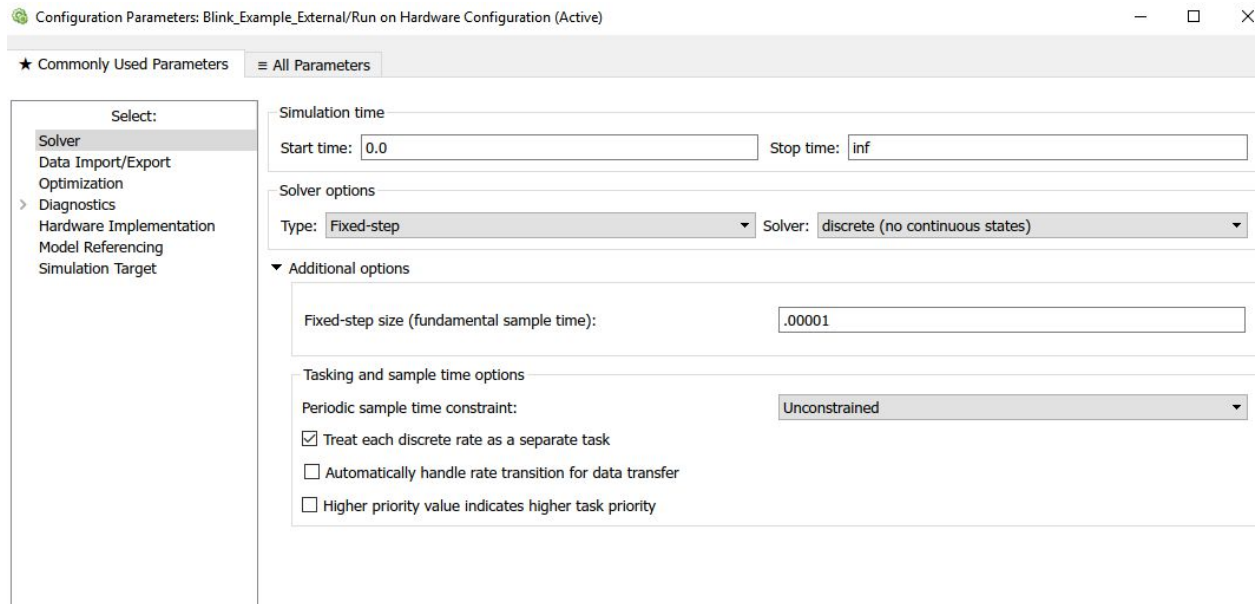 Configuration Parameters: Blink_Example_External/Run on Hardware Configuration (Active)
★ Commonly Used Parameters
≡ All Parameters
Select:
Solver
Data Import/Export
Optimization
Diagnostics
Hardware Implementation
Model Referencing
Simulation Target
Simulation time
Start time: 0.0 Stop time: inf
Solver options
Type: Fixed-step Solver: discrete (no continuous states)
Additional options
Fixed-step size (fundamental sample time): .00001
Tasking and sample time options
Periodic sample time constraint: Unconstrained
Treat each discrete rate as a separate task
Automatically handle rate transition for data transfer
Higher priority value indicates higher task priority